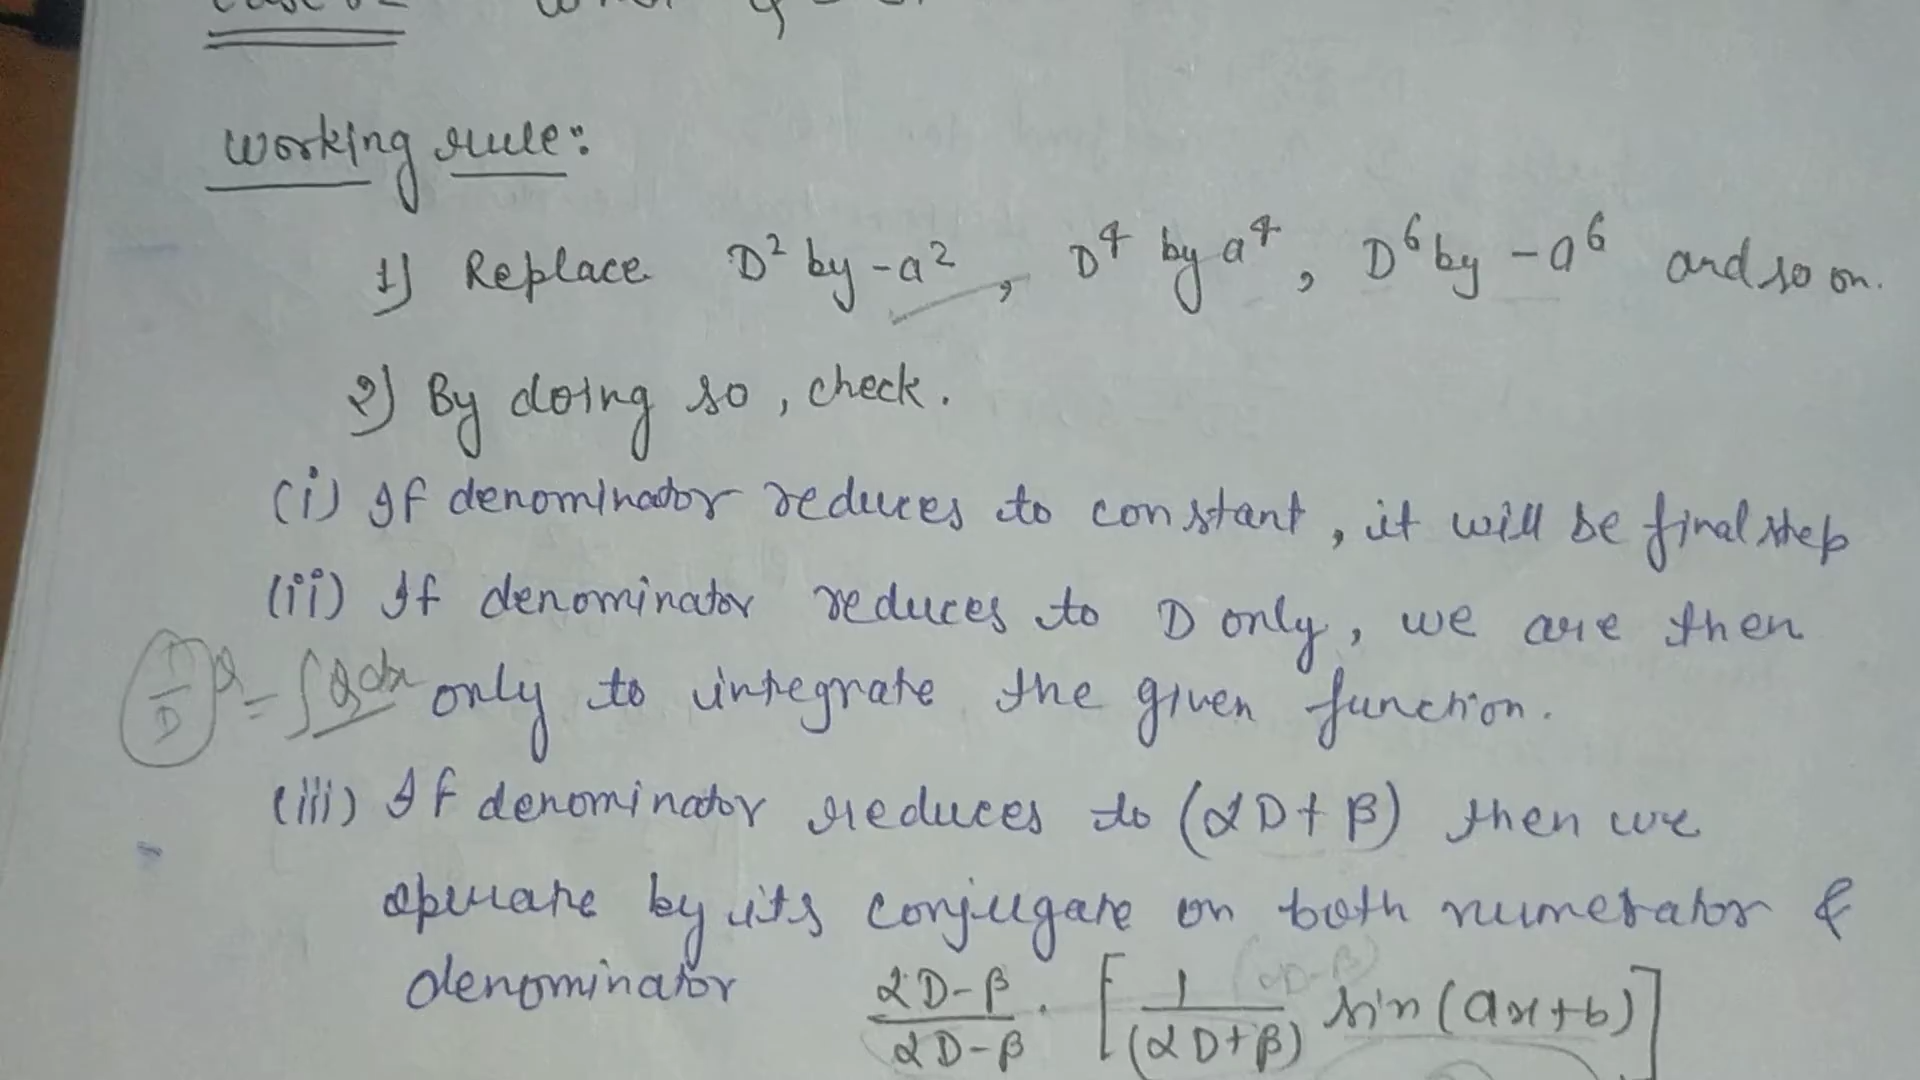 Working rule:
1) Replace D² by -a², D⁴ by a⁴, D⁶ by -a⁶ and so on.
2) By doing so, check.
(i) If denominator reduces to constant, it will be final step
(ii) If denominator reduces to D only, we are then
only to integrate the given function.
(iii) If denominator reduces to (αD+β) then we
operate by its conjugate on both numerator &
denominator αD-β/αD-β · [1/(αD+β) sin(ax+b)]